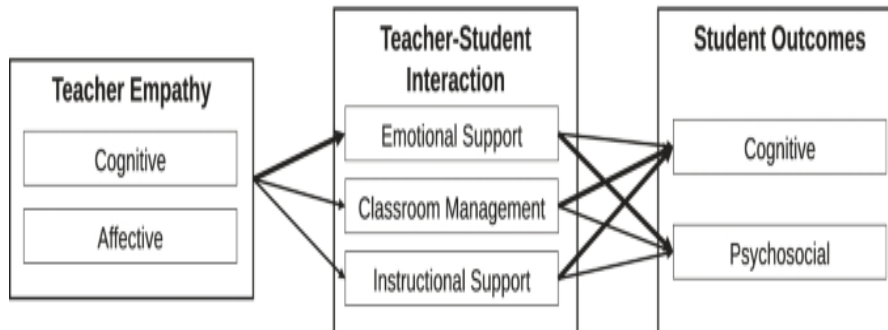 Teacher Empathy
Cognitive
Affective
Teacher-Student
Interaction
Emotional Support
Classroom Management
Instructional Support
Student Outcomes
Cognitive
Psychosocial